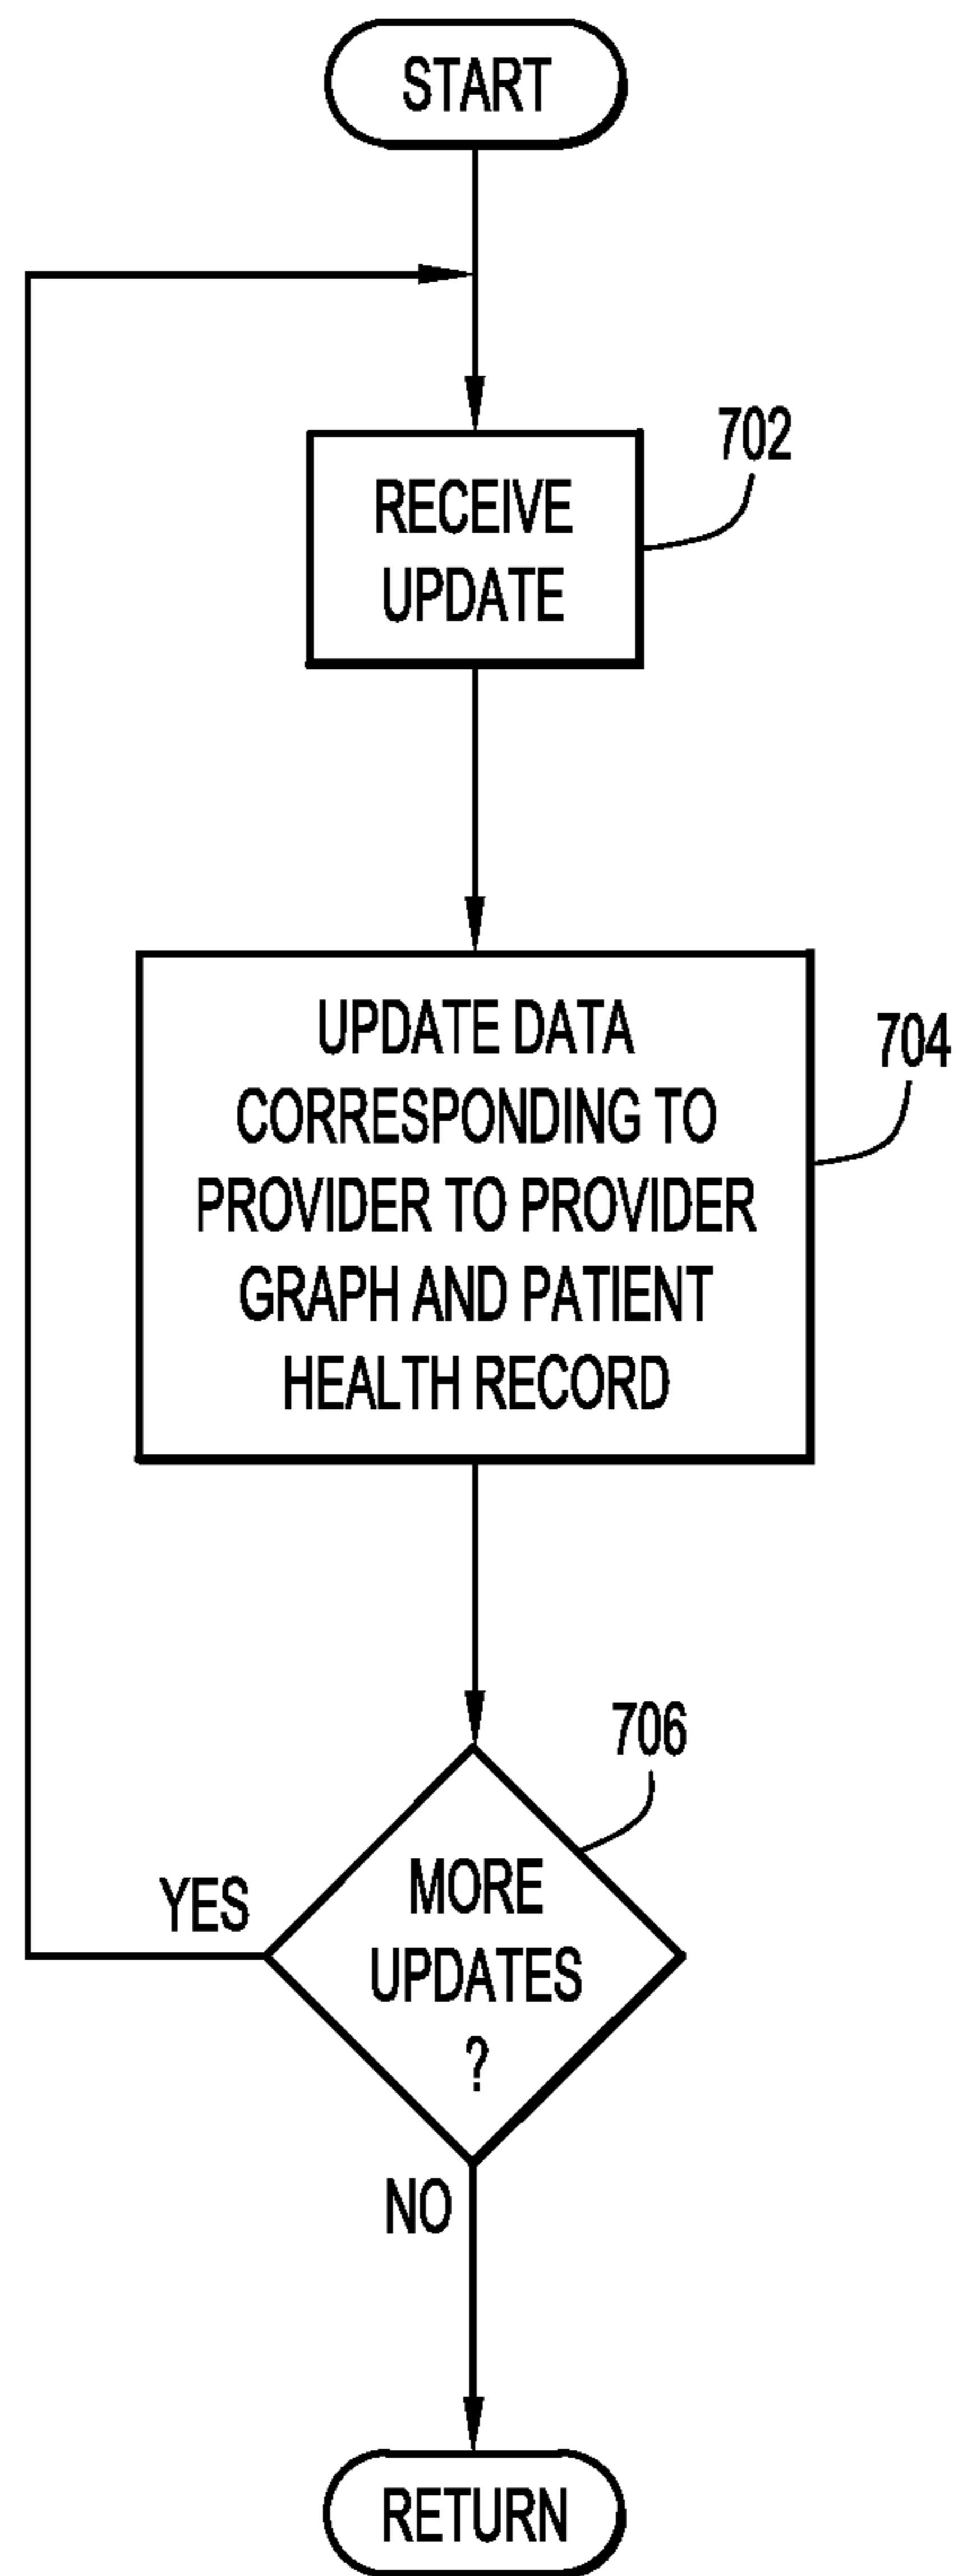 START
702
RECEIVE
UPDATE
704
UPDATE DATA
CORRESPONDING TO
PROVIDER TO PROVIDER
GRAPH AND PATIENT
HEALTH RECORD
706
MORE
UPDATES
?
YES
NO
RETURN